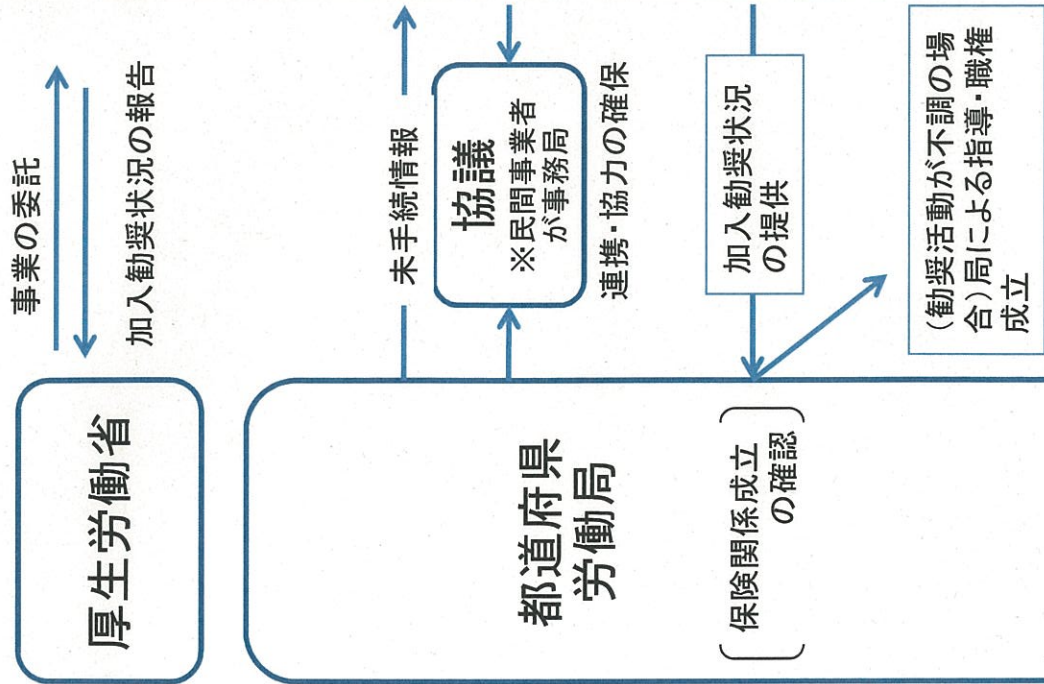 事業の委託
加入勧奨状況の報告
厚生労働省
未手続情報
協議
※民間事業者
が事務局
連携・協力の確保
都道府県
労働局
保険関係成立
の確認
加入勧奨状況
の提供
(勧奨活動が不調の場
合)局による指導・職権
成立